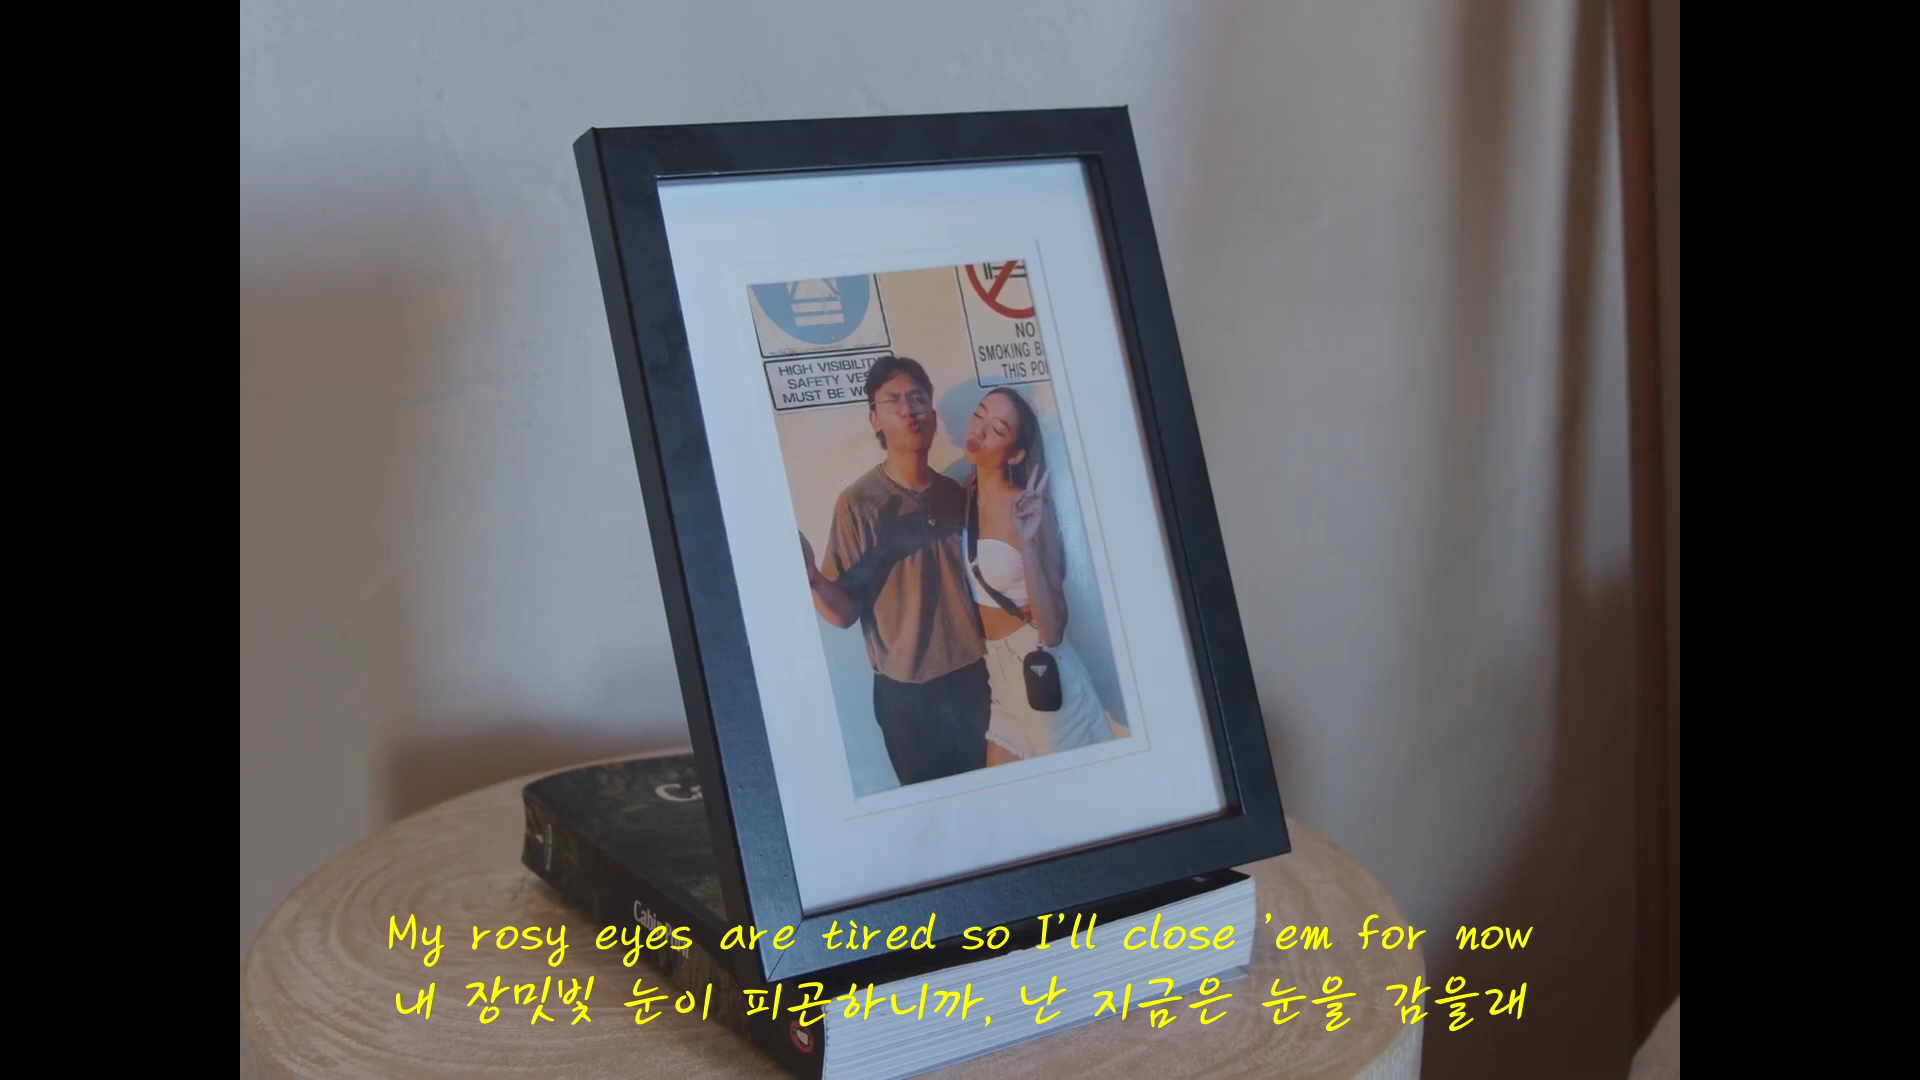 HIGH VISIBILITY
SAFETY VES
MUST BE WO
NO
SMOKING B
THIS POI
My rosy eyes are tired so I'll close 'em for now
내 장밋빛 눈이 피곤하니까, 난 지금은 눈을 감을래